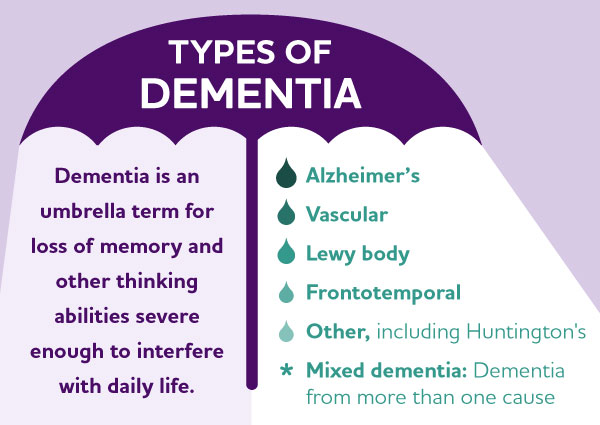 TYPES OF
DEMENTIA
Dementia is an
umbrella term for
loss of memory and
other thinking
abilities severe
enough to interfere
with daily life.
Alzheimer’s
Vascular
Lewy body
Frontotemporal
Other, including Huntington's
* Mixed dementia: Dementia
from more than one cause